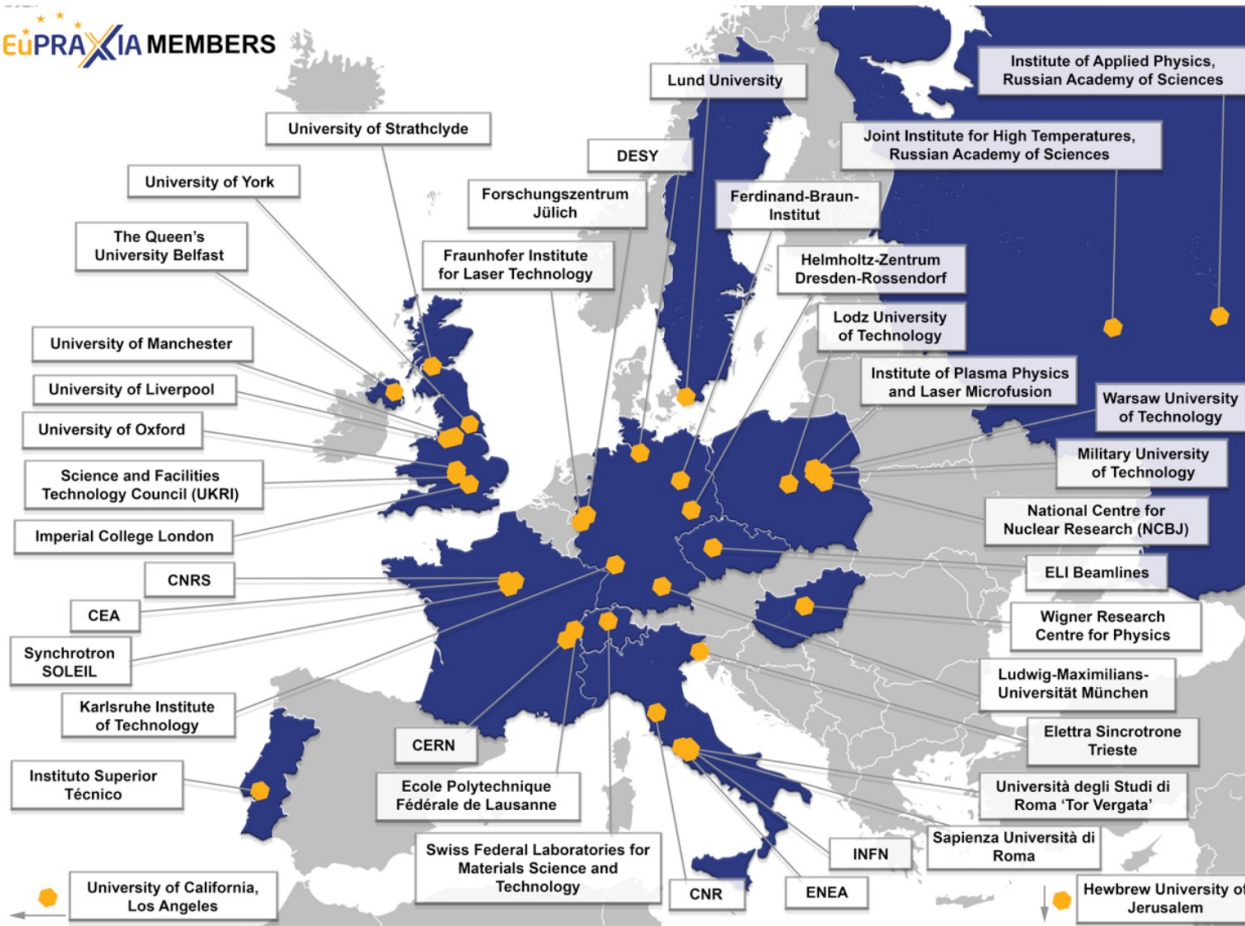 EuPRAXIA MEMBERS
Lund University
Institute of Applied Physics,
Russian Academy of Sciences
University of Strathclyde
DESY
Joint Institute for High Temperatures,
Russian Academy of Sciences
University of York
Forschungszentrum
Jülich
Ferdinand-Braun-
Institut
The Queen's
University Belfast
Fraunhofer Institute
for Laser Technology
Helmholtz-Zentrum
Dresden-Rossendorf
Lodz University
of Technology
University of Manchester
University of Liverpool
Institute of Plasma Physics
and Laser Microfusion
University of Oxford
Warsaw University
of Technology
Science and Facilities
Technology Council (UKRI)
Military University
of Technology
Imperial College London
National Centre for
Nuclear Research (NCBJ)
CNRS
ELI Beamlines
CEA
Wigner Research
Centre for Physics
Synchrotron
SOLEIL
Ludwig-Maximilians-
Universität München
Karlsruhe Institute
of Technology
CERN
Elettra Sincrotrone
Trieste
Instituto Superior
Técnico
Ecole Polytechnique
Fédérale de Lausanne
Università degli Studi di
Roma ‘Tor Vergata’
Swiss Federal Laboratories for
Materials Science and
Technology
INFN
Sapienza Università di
Roma
CNR
ENEA
University of California,
Los Angeles
Hewbrew University of
Jerusalem